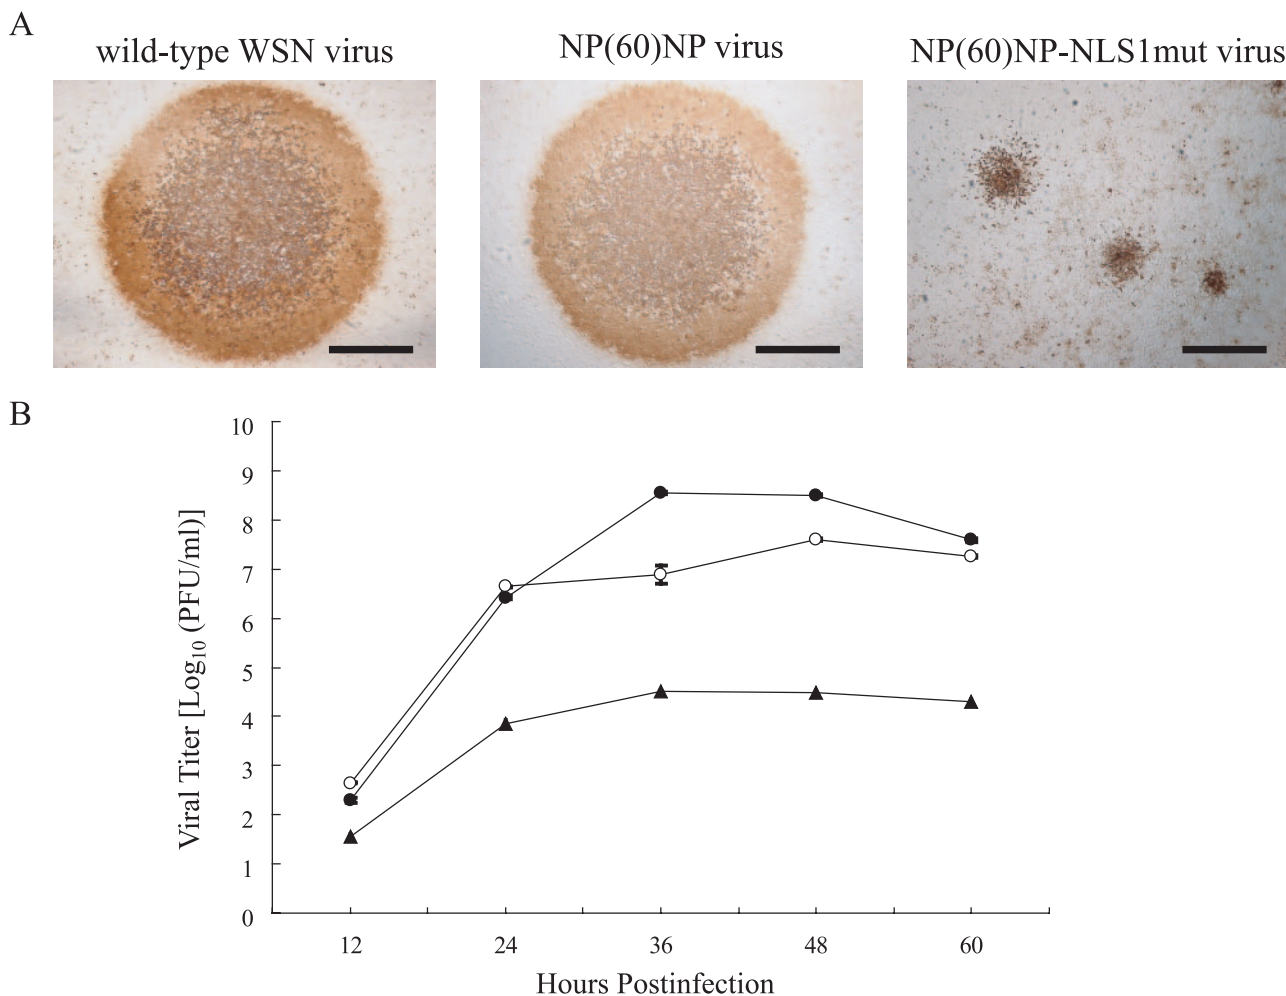 A
wild-type WSN virus
NP(60)NP virus
NP(60)NP-NLS1mut virus
B
Viral Titer [Log10 (PFU/ml)]
10
9
8
7
6
5
4
3
2
1
0
12 24 36 48 60
Hours Postinfection